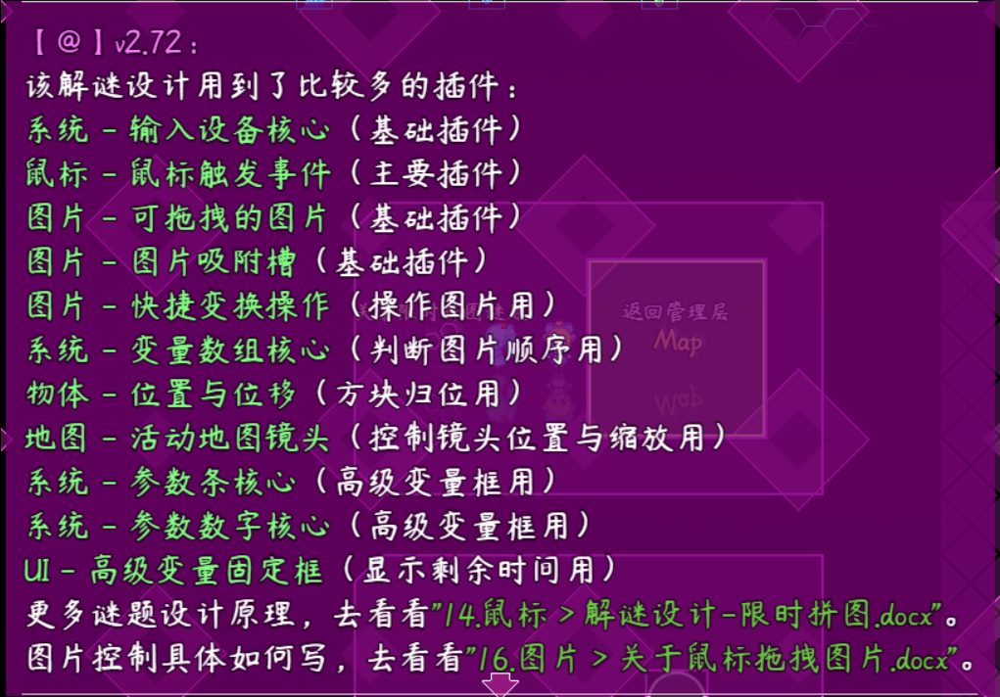 【@】v2.72：
该解谜设计用到了比较多的插件：
系统 - 输入设备核心（基础插件）
鼠标 - 鼠标触发事件（主要插件）
图片 - 可拖拽的图片（基础插件）
图片 - 图片吸附槽（基础插件）
图片 - 快捷变换操作（操作图片用）
系统 - 变量数组核心（判断图片顺序用）
物体 - 位置与位移（方块归位用）
地图 - 活动地图镜头（控制镜头位置与缩放用）
系统 - 参数条核心（高级变量框用）
系统 - 参数数字核心（高级变量框用）
UI - 高级变量固定框（显示剩余时间用）
更多谜题设计原理，去看看"14.鼠标 > 解谜设计-限时拼图.docx"。
图片控制具体如何写，去看看"16.图片 > 关于鼠标拖拽图片.docx"。
返回管理层
Map